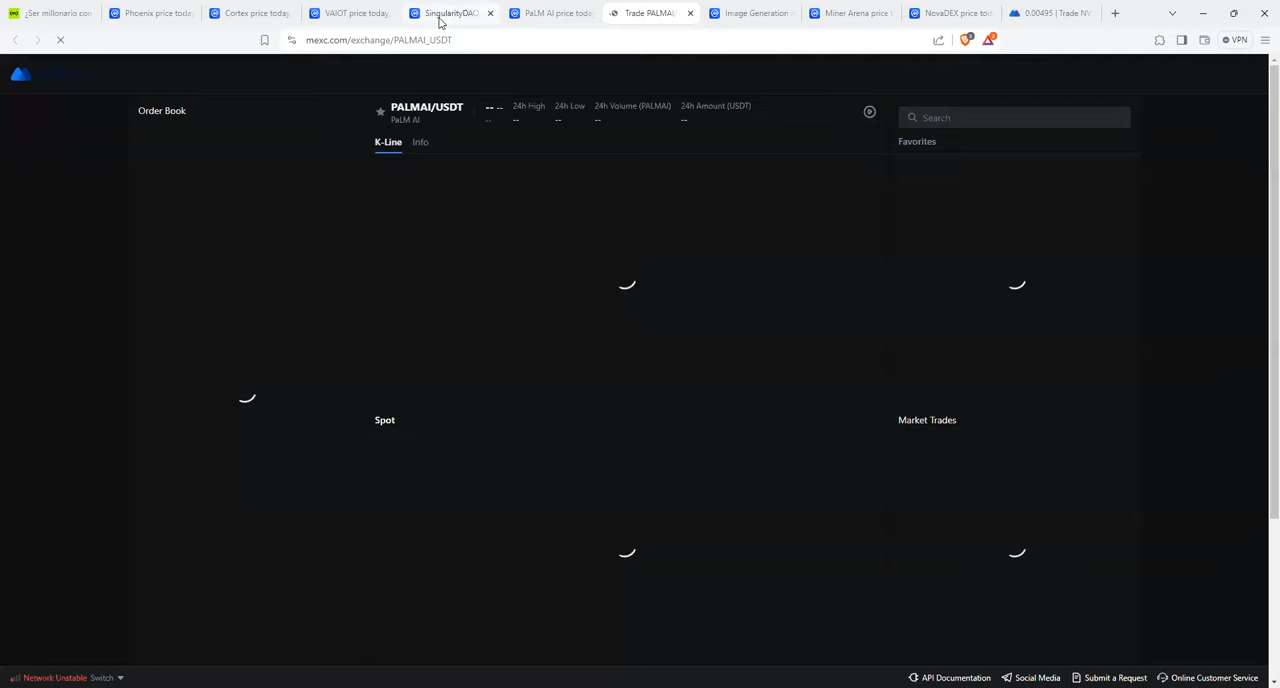 ¿Ser millonario con
Phoenix price today
Cortex price today
VAIOT price today,
SingularityDAO
PaLM AI price today
Trade PALMAI/
Image Generation
Miner Arena price t
NovaDEX price tod
0.00495 | Trade NV
mexc.com/exchange/PALMAI_USDT
VPN
Order Book
PALMAI/USDT
PaLM AI
-- --
--
24h High
--
24h Low
--
24h Volume (PALMAI)
--
24h Amount (USDT)
--
Search
K-Line
Info
Favorites
Spot
Market Trades
Network Unstable Switch
API Documentation
Social Media
Submit a Request
Online Customer Service